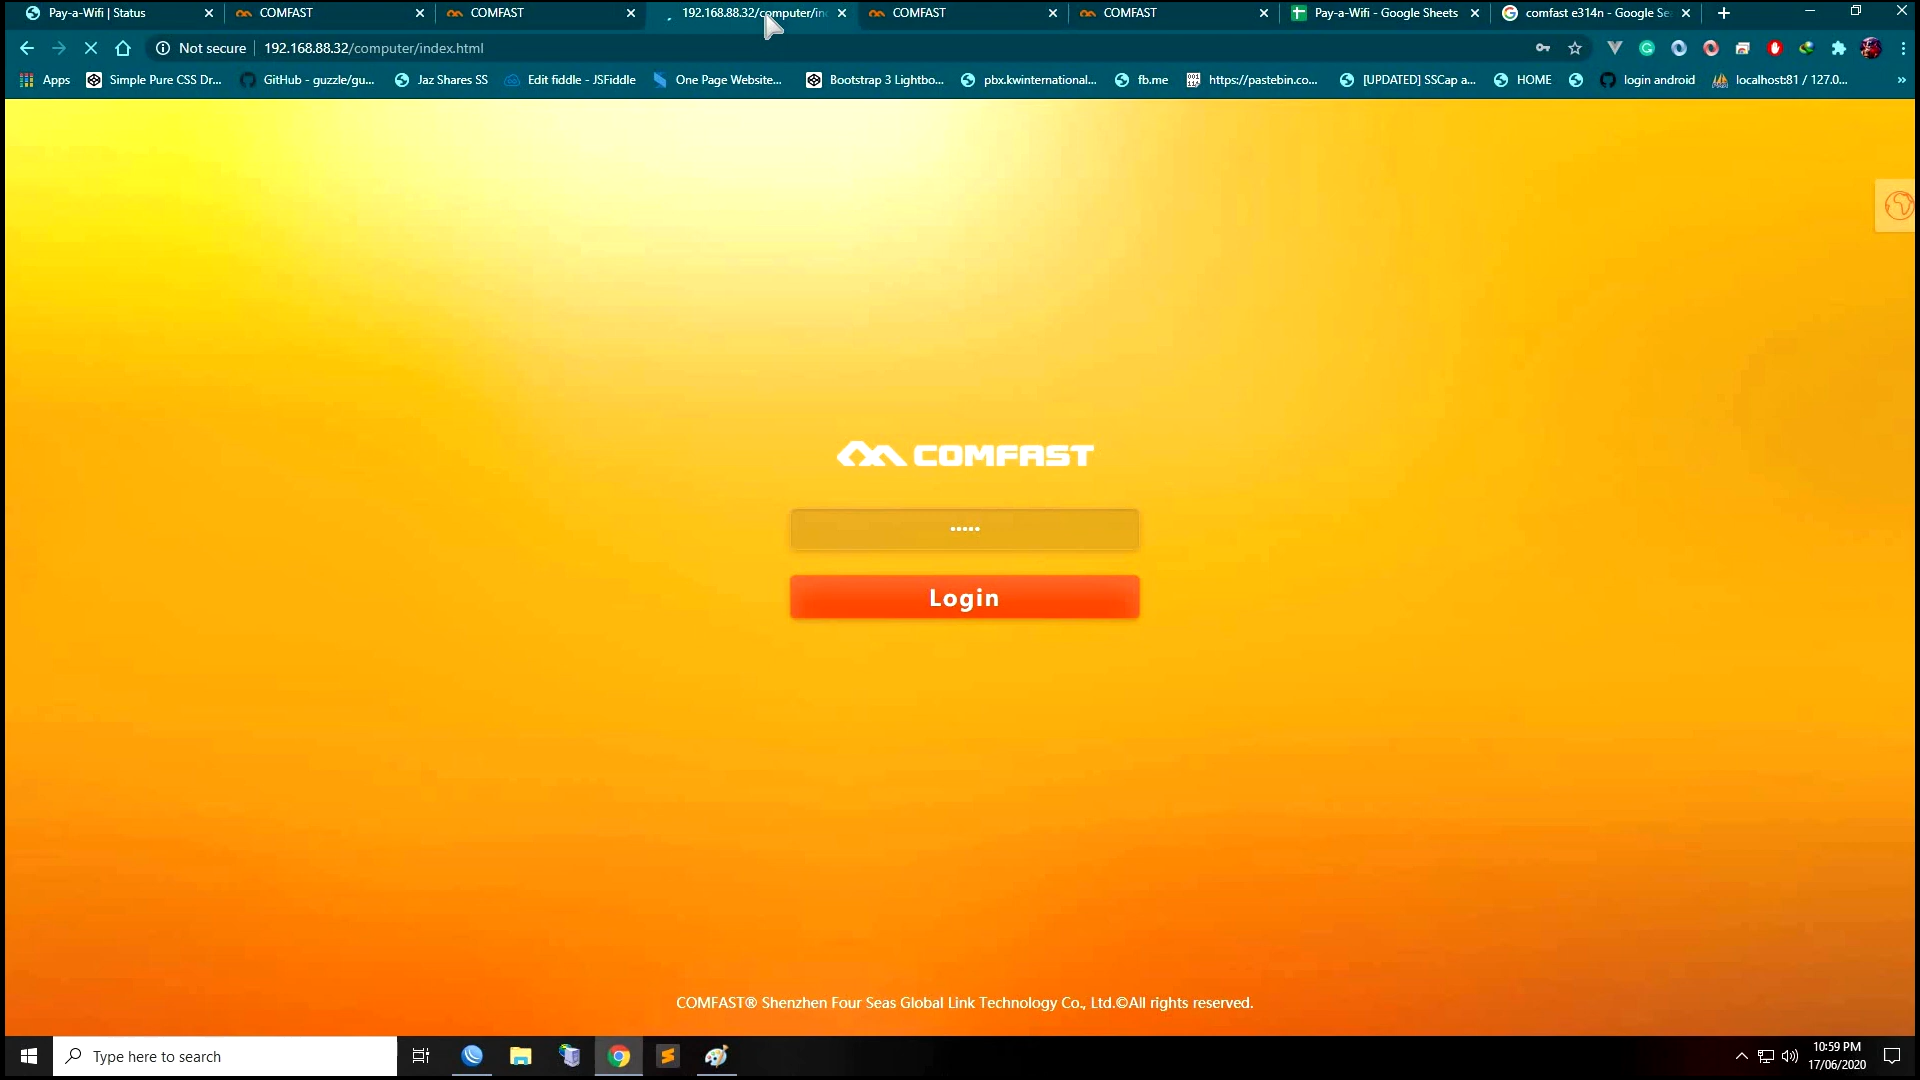 Pay-a-Wifi | Status COMFAST COMFAST 192.168.88.32/computer/in COMFAST COMFAST Pay-a-Wifi - Google Sheets comfast e314n - Google Se
Not secure 192.168.88.32/computer/index.html
Apps Simple Pure CSS Dr... GitHub - guzzle/gu... Jaz Shares SS Edit fiddle - JSFiddle One Page Website... Bootstrap 3 Lightbo... pbx.kwinternational... fb.me https://pastebin.co... [UPDATED] SSCap a... HOME login android localhost:81 / 127.0... »
COMFAST
•••••
Login
COMFAST® Shenzhen Four Seas Global Link Technology Co., Ltd.©All rights reserved.
Type here to search
10:59 PM
17/06/2020